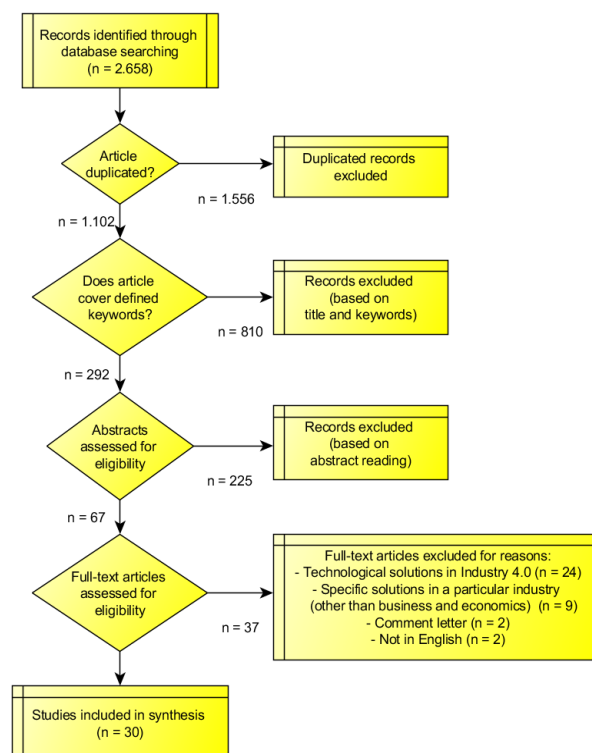 Records identified through
database searching
(n = 2.658)
Article
duplicated?
Duplicated records
excluded
n = 1.556
n = 1.102
Does article
cover defined
keywords?
Records excluded
(based on
title and keywords)
n = 810
n = 292
Abstracts
assessed for
eligibility
Records excluded
(based on
abstract reading)
n = 225
n = 67
Full-text articles
assessed for
eligibility
Full-text articles excluded for reasons:
- Technological solutions in Industry 4.0 (n = 24)
- Specific solutions in a particular industry
(other than business and economics) (n = 9)
- Comment letter (n = 2)
- Not in English (n = 2)
n = 37
Studies included in synthesis
(n = 30)